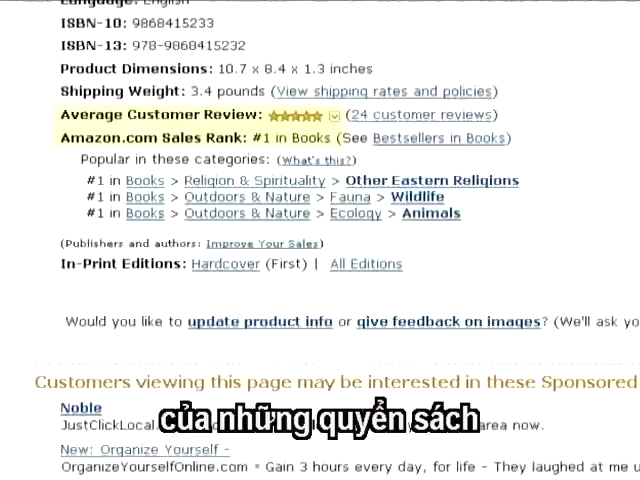 Language: English
ISBN-10: 9868415233
ISBN-13: 978-9868415232
Product Dimensions: 10.7 x 8.4 x 1.3 inches
Shipping Weight: 3.4 pounds (View shipping rates and policies)
Average Customer Review: (24 customer reviews)
Amazon.com Sales Rank: #1 in Books (See Bestsellers in Books)
Popular in these categories: (What's this?)
#1 in Books > Religion & Spirituality > Other Eastern Religions
#1 in Books > Outdoors & Nature > Fauna > Wildlife
#1 in Books > Outdoors & Nature > Ecology > Animals
(Publishers and authors: Improve Your Sales)
In-Print Editions: Hardcover (First) | All Editions
Would you like to update product info or give feedback on images? (We'll ask yo
Customers viewing this page may be interested in these Sponsored
Noble
JustClickLocal. area now.
của những quyển sách
New: Organize Yourself -
OrganizeYourselfOnline.com • Gain 3 hours every day, for life - They laughed at me u